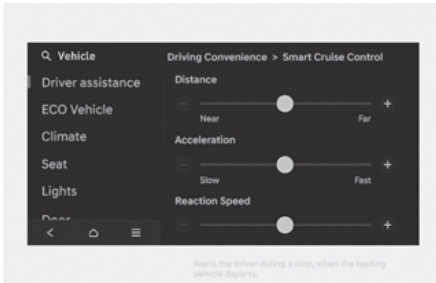 Vehicle
Driving Convenience > Smart Cruise Control
Driver assistance
ECO Vehicle
Climate
Seat
Lights
Door
Distance
Near
Far
Acceleration
Slow
Fast
Reaction Speed
Alerts the driver during a stop, when the leading
Vehicle departs.